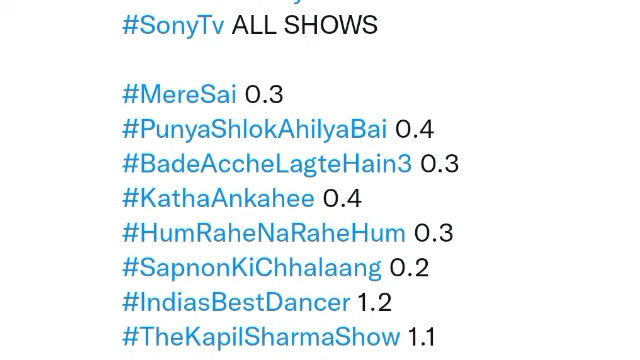 #SonyTv ALL SHOWS
#MereSai 0.3
#PunyaShlokAhilyaBai 0.4
#BadeAccheLagteHain3 0.3
#KathaAnkahee 0.4
#HumRaheNaRaheHum 0.3
#SapnonKiChhalaang 0.2
#IndiasBestDancer 1.2
#TheKapilSharmaShow 1.1